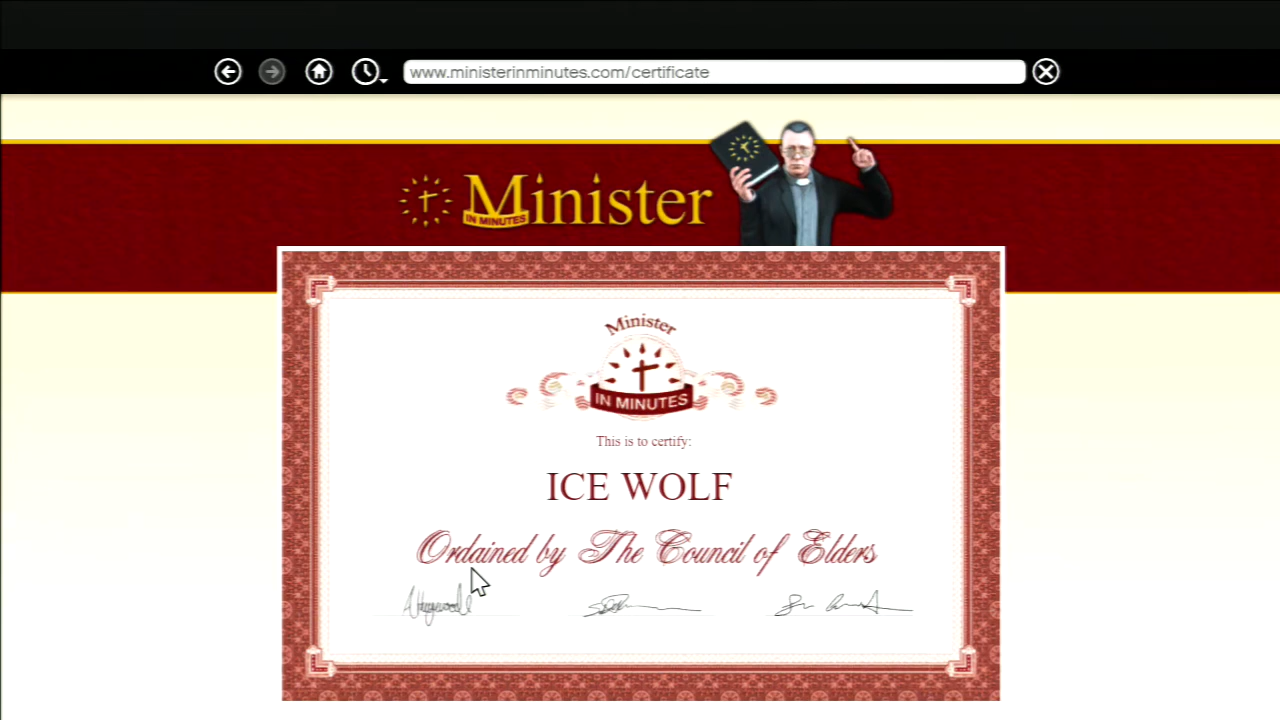 www.ministerinminutes.com/certificate
Minister
IN MINUTES
Minister
IN MINUTES
This is to certify:
ICE WOLF
Ordained by The Council of Elders